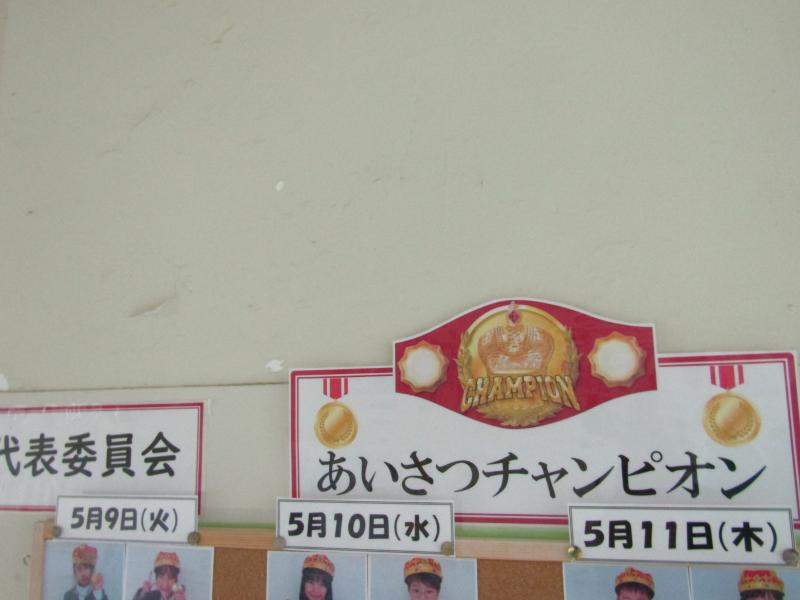 CHAMPION
あいさつチャンピオン
代表委員会
5月9日(火)
5月10日(水)
5月11日(木)